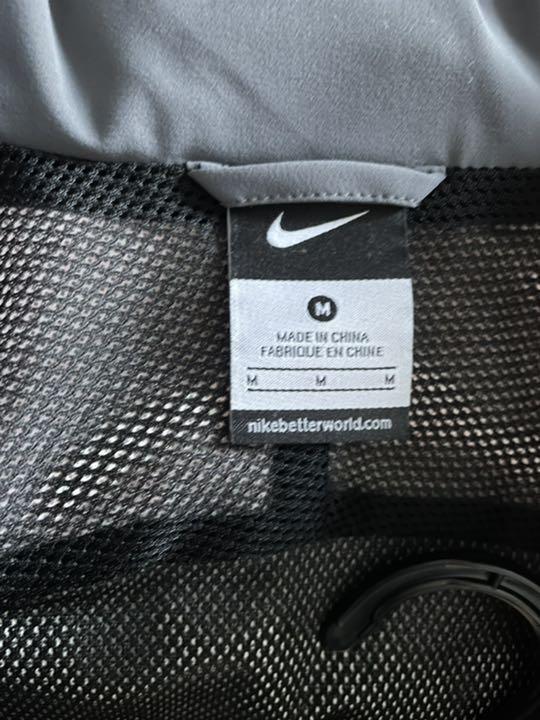 M
MADE IN CHINA
FABRIQUE EN CHINE
M M M
nikebetterworld.com